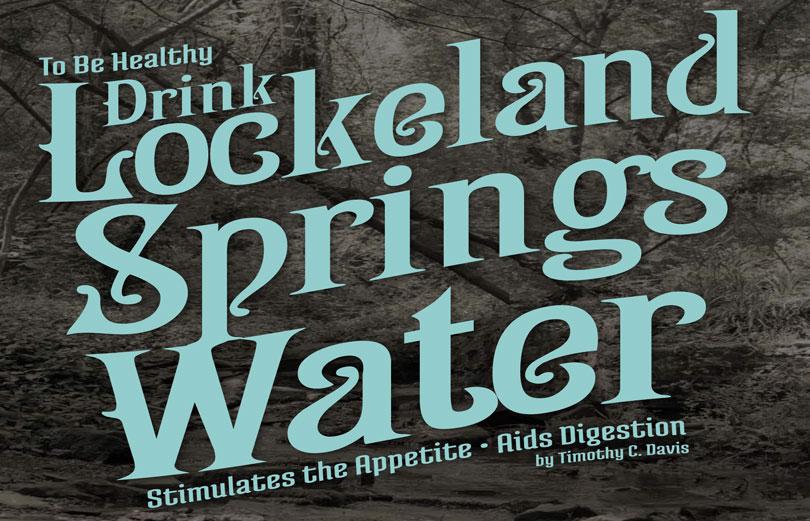 To Be Healthy
Drink
Lockeland
Springs
Water
Stimulates the Appetite • Aids Digestion
by Timothy C. Davis